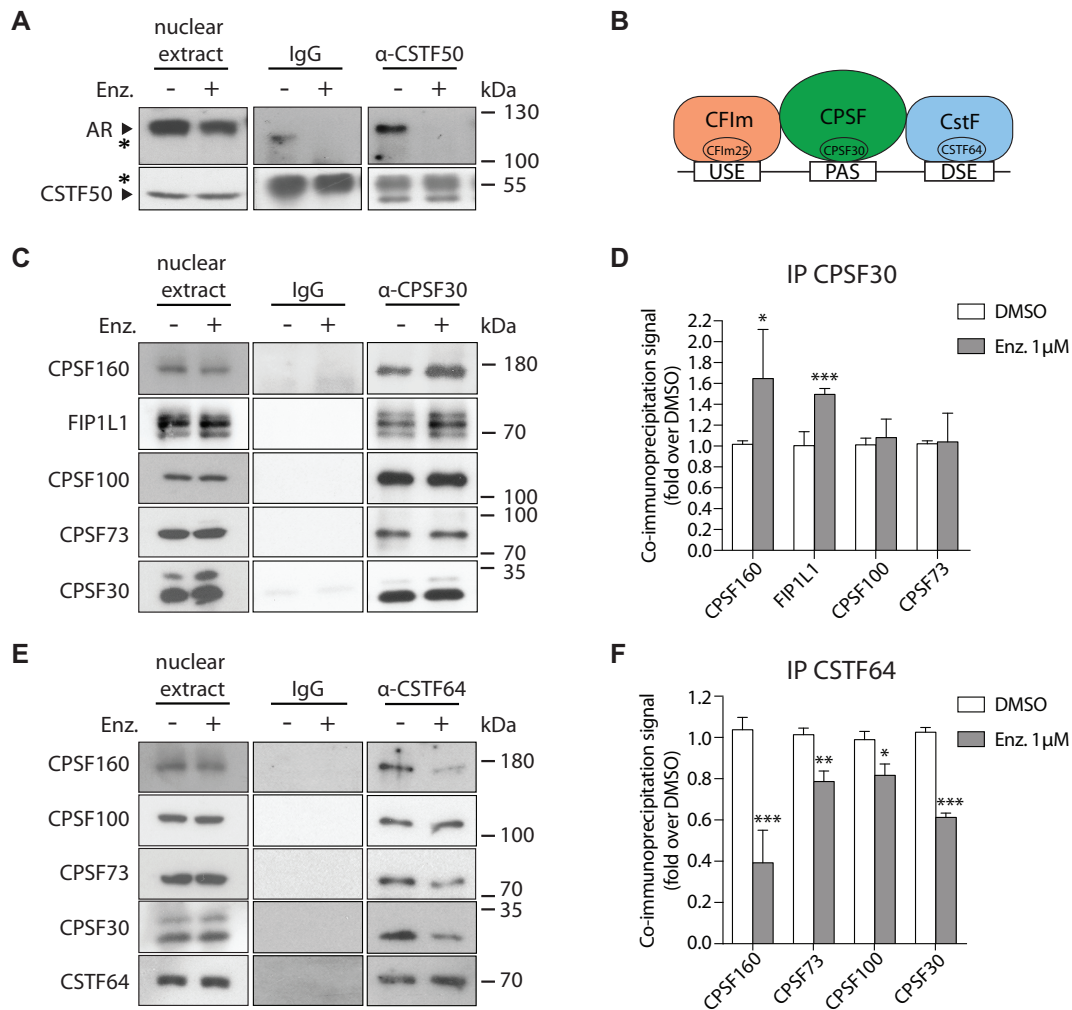 A
nuclear
extract
IgG
α-CSTF50
Enz.
-
+
-
+
-
+
kDa
AR
*
130
100
*
CSTF50
55
B
CFIm
CPSF
CstF
CFIm25
CPSF30
CSTF64
USE
PAS
DSE
C
nuclear
extract
IgG
α-CPSF30
Enz.
-
+
-
+
-
+
kDa
CPSF160
180
FIP1L1
70
CPSF100
100
CPSF73
100
70
CPSF30
35
D
IP CPSF30
DMSO
Enz. 1μM
Co-immunoprecipitation signal
(fold over DMSO)
2.2
2.0
1.8
1.6
1.4
1.2
1.0
0.8
0.6
0.4
0.2
0.0
*
***
CPSF160
FIP1L1
CPSF100
CPSF73
E
nuclear
extract
IgG
α-CSTF64
Enz.
-
+
-
+
-
+
kDa
CPSF160
180
CPSF100
100
CPSF73
70
CPSF30
35
CSTF64
70
F
IP CSTF64
DMSO
Enz. 1μM
Co-immunoprecipitation signal
(fold over DMSO)
1.2
1.0
0.8
0.6
0.4
0.2
0.0
***
**
*
***
CPSF160
CPSF73
CPSF100
CPSF30